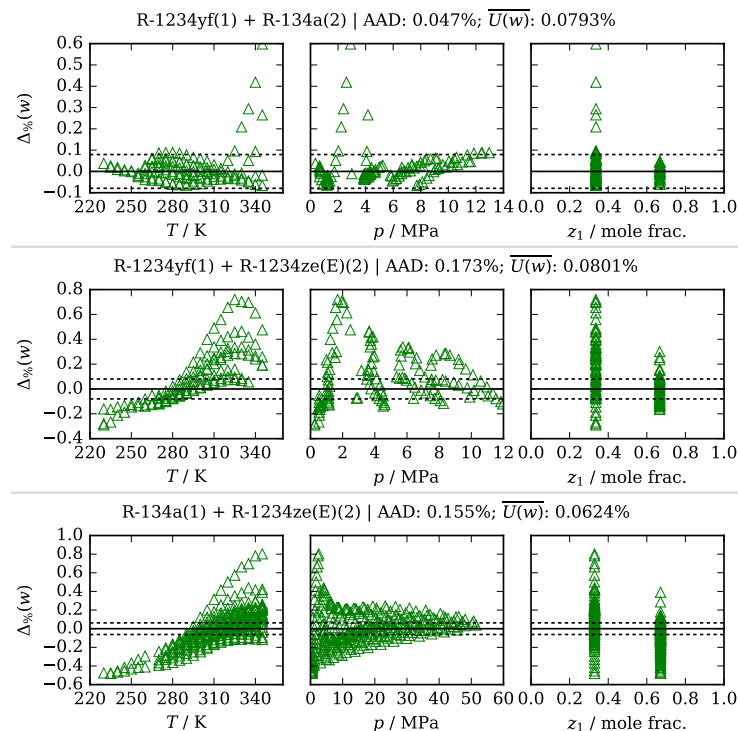 R-1234yf(1) + R-134a(2) | AAD: 0.047%; U(w): 0.0793%
Δ%(w)
0.6
0.5
0.4
0.3
0.2
0.1
0.0
−0.1
220 250 280 310 340
T / K
0 2 4 6 8 10 12 14
p / MPa
0.0 0.2 0.4 0.6 0.8 1.0
z1 / mole frac.
R-1234yf(1) + R-1234ze(E)(2) | AAD: 0.173%; U(w): 0.0801%
Δ%(w)
0.8
0.6
0.4
0.2
0.0
−0.2
−0.4
220 250 280 310 340
T / K
0 2 4 6 8 10 12
p / MPa
0.0 0.2 0.4 0.6 0.8 1.0
z1 / mole frac.
R-134a(1) + R-1234ze(E)(2) | AAD: 0.155%; U(w): 0.0624%
Δ%(w)
1.0
0.8
0.6
0.4
0.2
0.0
−0.2
−0.4
−0.6
220 250 280 310 340
T / K
0 10 20 30 40 50 60
p / MPa
0.0 0.2 0.4 0.6 0.8 1.0
z1 / mole frac.